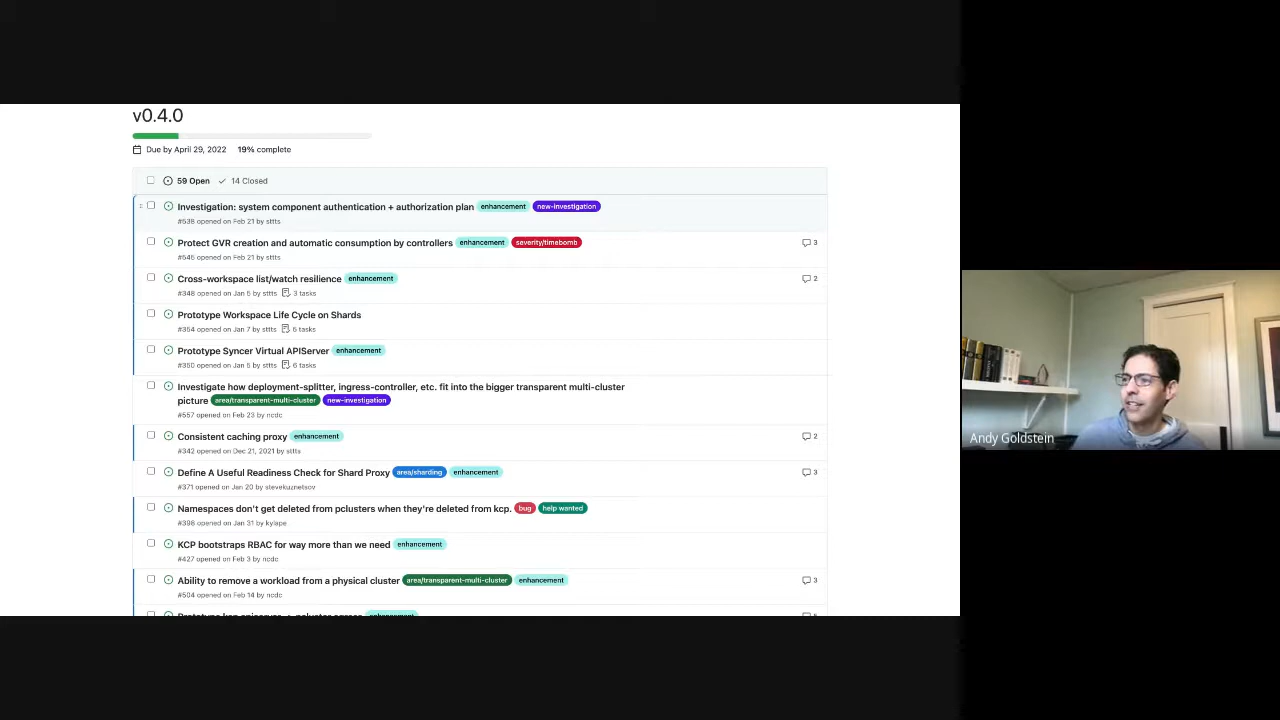 v0.4.0
Due by April 29, 2022 19% complete
59 Open 14 Closed
Investigation: system component authentication + authorization plan enhancement new-investigation
#538 opened on Feb 21 by sttts
Protect GVR creation and automatic consumption by controllers enhancement severity/timebomb 3
#545 opened on Feb 21 by sttts
Cross-workspace list/watch resilience enhancement 2
#348 opened on Jan 5 by sttts 3 tasks
Prototype Workspace Life Cycle on Shards
#354 opened on Jan 7 by sttts 5 tasks
Prototype Syncer Virtual APIServer enhancement
#350 opened on Jan 5 by sttts 6 tasks
Investigate how deployment-splitter, ingress-controller, etc. fit into the bigger transparent multi-cluster
picture area/transparent-multi-cluster new-investigation
#557 opened on Feb 23 by ncdc
Consistent caching proxy enhancement 2
#342 opened on Dec 21, 2021 by sttts
Define A Useful Readiness Check for Shard Proxy area/sharding enhancement 3
#371 opened on Jan 20 by stevekuznetsov
Namespaces don't get deleted from pclusters when they're deleted from kcp. bug help wanted
#398 opened on Jan 31 by kylape
KCP bootstraps RBAC for way more than we need enhancement
#427 opened on Feb 3 by ncdc
Ability to remove a workload from a physical cluster area/transparent-multi-cluster enhancement 3
#504 opened on Feb 14 by ncdc
Andy Goldstein